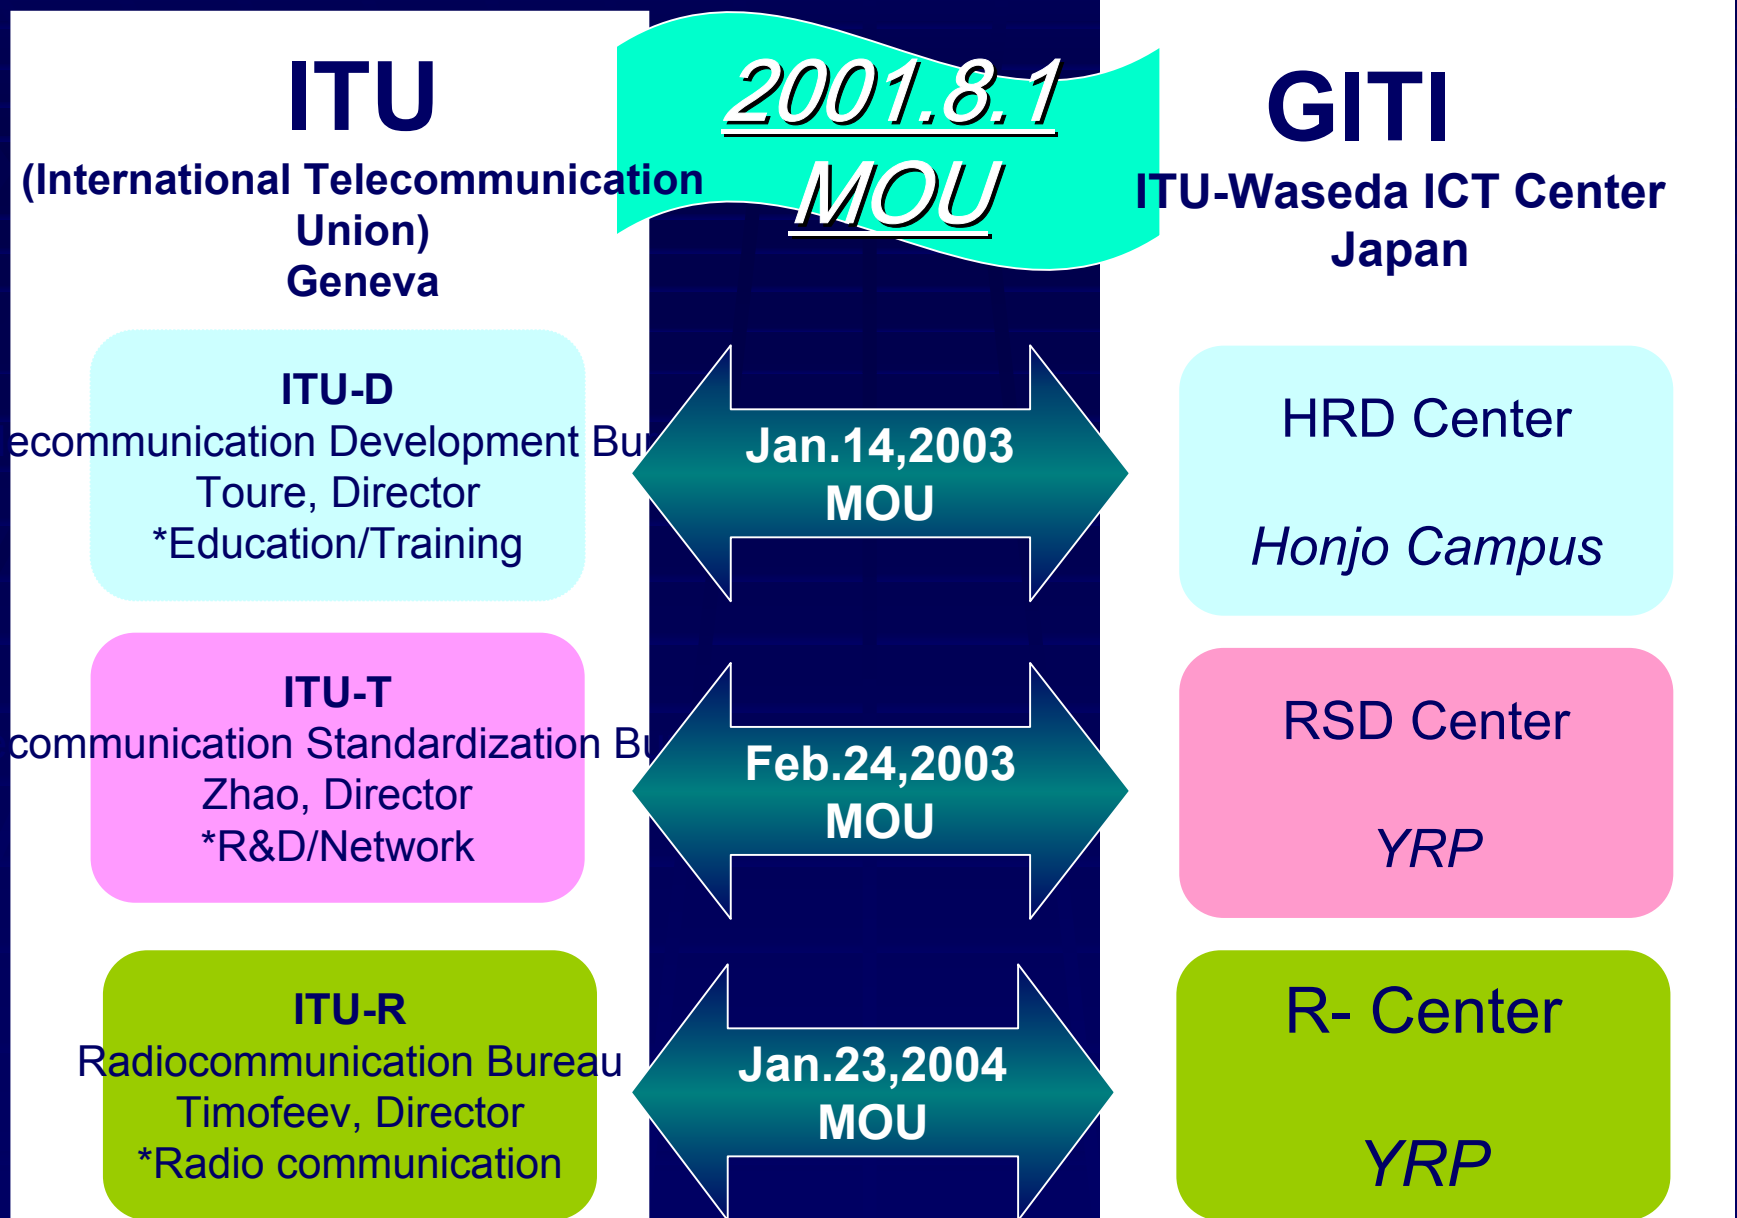 ITU
(International Telecommunication
Union)
Geneva
2001.8.1
MOU
GITI
ITU-Waseda ICT Center
Japan
ITU-D
ecommunication Development Bur
Toure, Director
*Education/Training
Jan.14,2003
MOU
HRD Center
Honjo Campus
ITU-T
communication Standardization Bu
Zhao, Director
*R&D/Network
Feb.24,2003
MOU
RSD Center
YRP
ITU-R
Radiocommunication Bureau
Timofeev, Director
*Radio communication
Jan.23,2004
MOU
R- Center
YRP